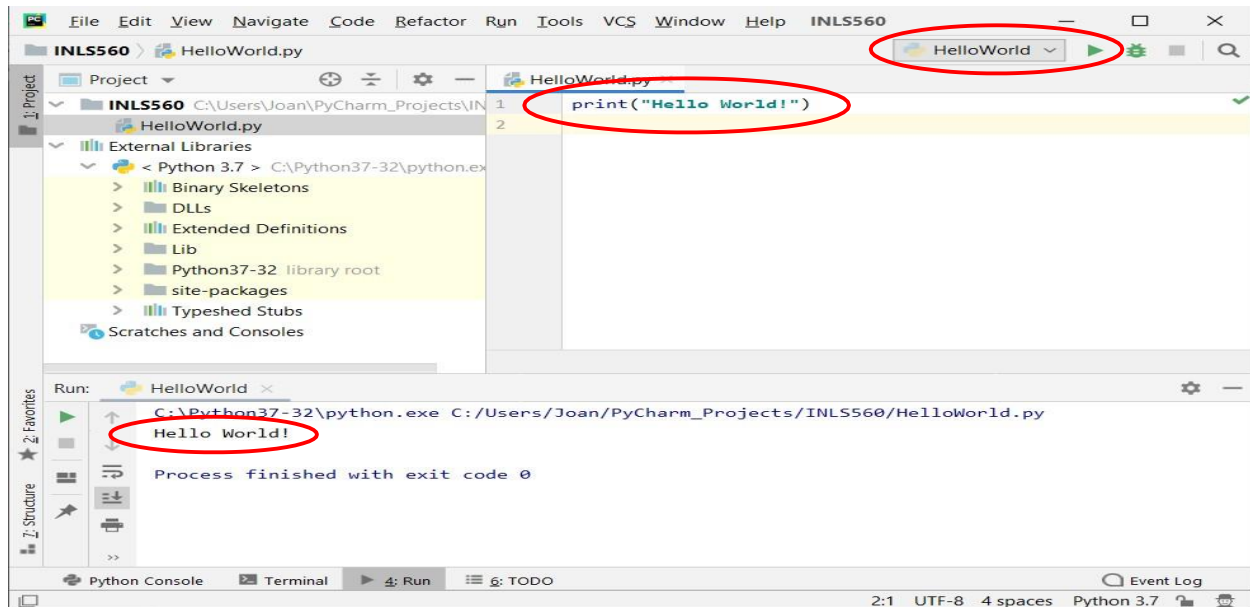 PC File Edit View Navigate Code Refactor Run Tools VCS Window Help INLS560
INLS560 HelloWorld.py HelloWorld
1: Project
Project
HelloWorld.py
INLS560 C:\Users\Joan\PyCharm_Projects\IN
HelloWorld.py
External Libraries
< Python 3.7 > C:\Python37-32\python.ex
Binary Skeletons
DLLs
Extended Definitions
Lib
Python37-32 library root
site-packages
Typeshed Stubs
Scratches and Consoles
1 print("Hello World!")
2
2: Favorites
7: Structure
Run: HelloWorld
C:\Python37-32\python.exe C:/Users/Joan/PyCharm_Projects/INLS560/HelloWorld.py
Hello World!
Process finished with exit code 0
Python Console Terminal 4: Run 6: TODO Event Log
2:1 UTF-8 4 spaces Python 3.7